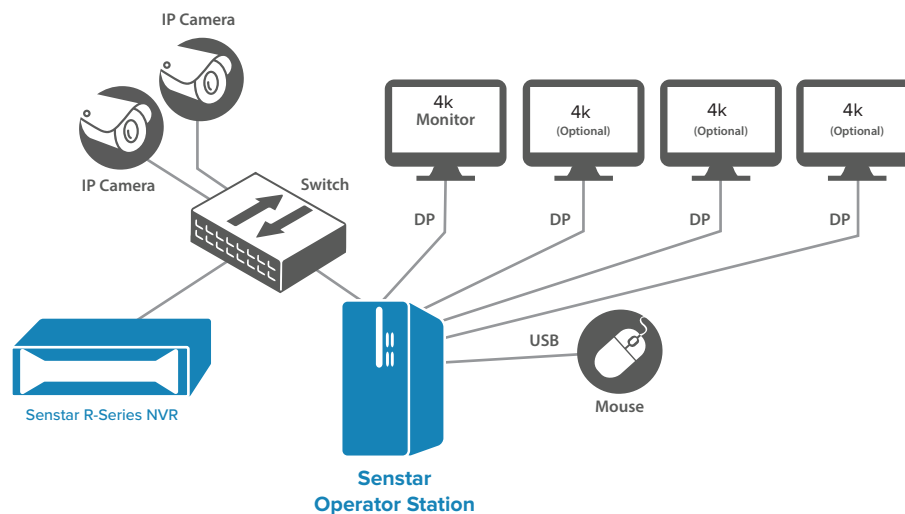 IP Camera
IP Camera
Switch
4k
Monitor
4k
(Optional)
4k
(Optional)
4k
(Optional)
DP
DP
DP
DP
USB
Mouse
Senstar R-Series NVR
Senstar
Operator Station